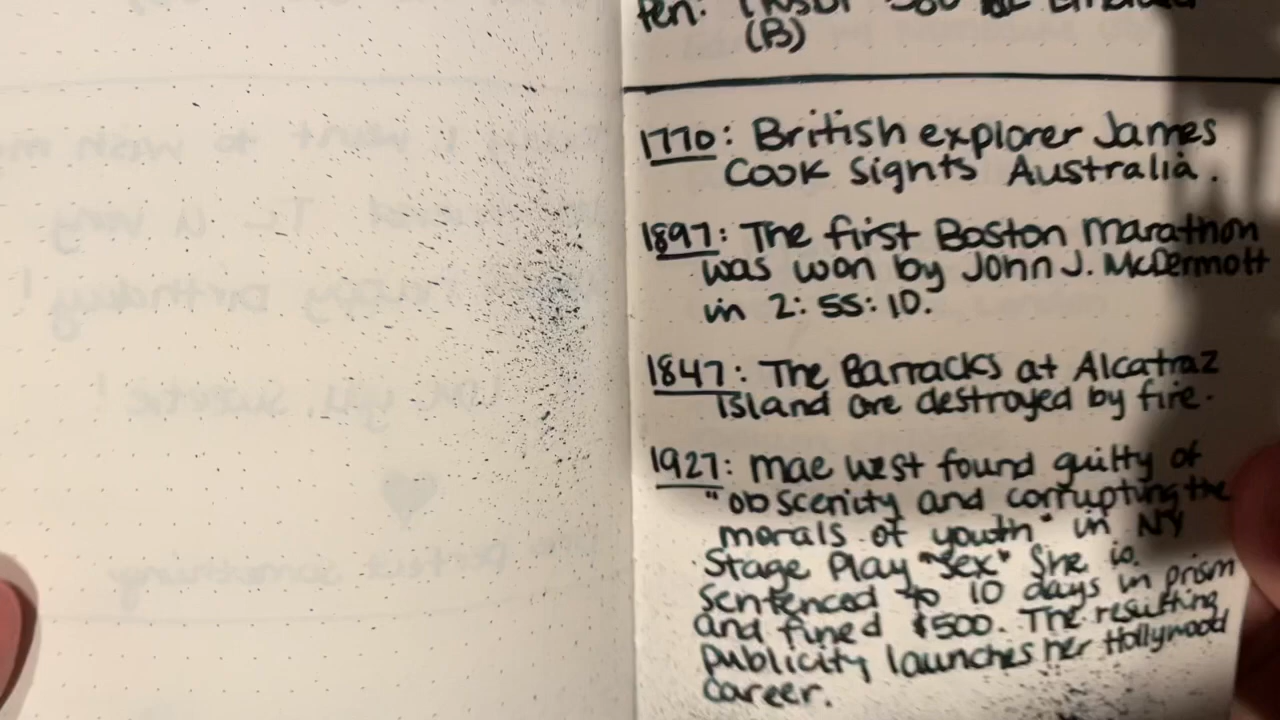 Pen:
(B)
1770: British explorer James
Cook Sights Australia.
1897: The first Boston marathon
was won by John J. McDermott
in 2:55:10.
1847: The Barracks at Alcatraz
Island are destroyed by fire.
1927: mae west found guilty of
"obscenity and corrupting the
morals of youth" in NY
Stage Play "Sex" She is
sentenced to 10 days in prison
and fined $500. The resulting
publicity launches her Hollywood
career.